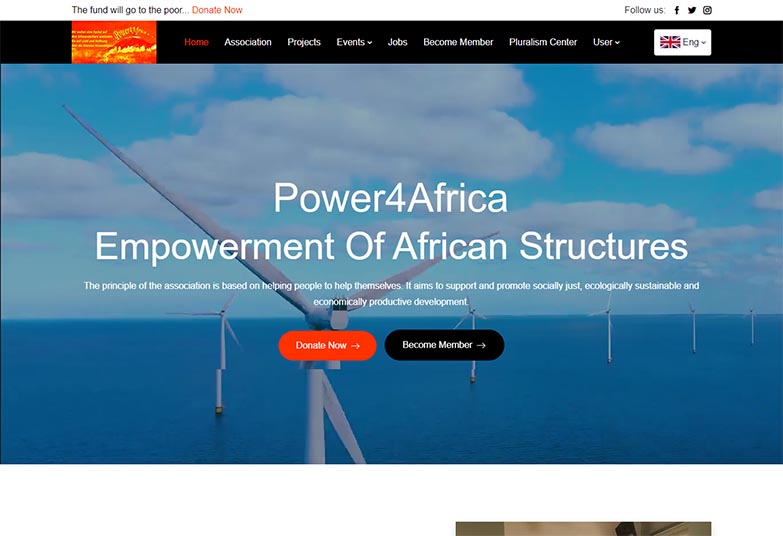 The fund will go to the poor... Donate Now
Follow us:
Home Association Projects Events Jobs Become Member Pluralism Center User Eng
Power4Africa
Empowerment Of African Structures
The principle of the association is based on helping people to help themselves. It aims to support and promote socially just, ecologically sustainable and
economically productive development.
Donate Now → Become Member →